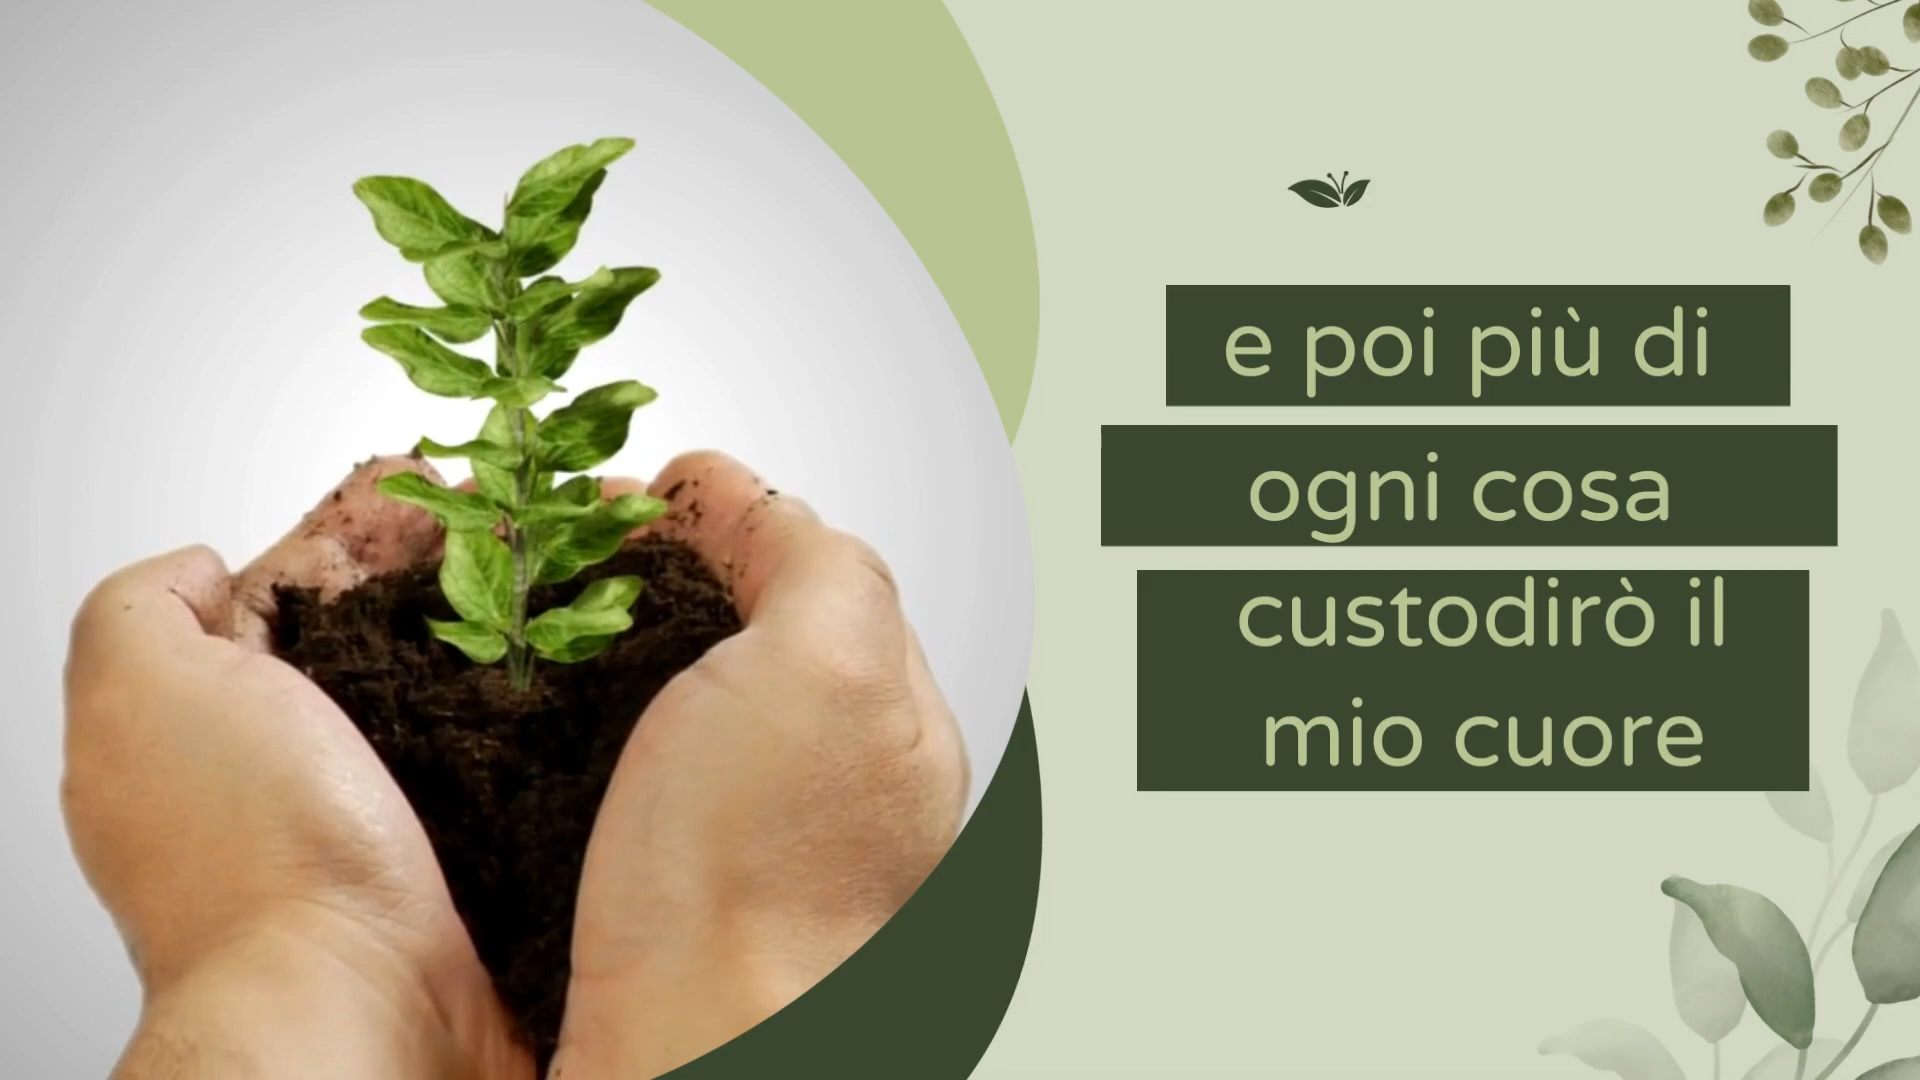 e poi più di
ogni cosa
custodirò il
mio cuore